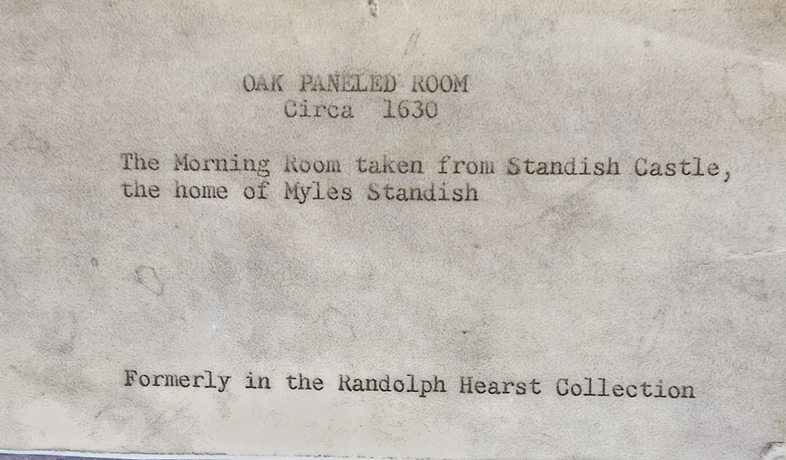 OAK PANELED ROOM
Circa 1630
The Morning Room taken from Standish Castle,
the home of Myles Standish
Formerly in the Randolph Hearst Collection